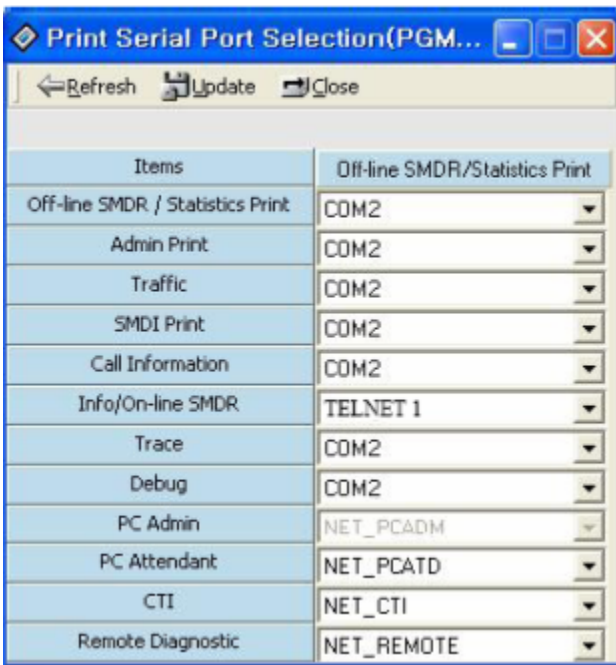 Print Serial Port Selection(PGM...
Refresh Update Close
Items Off-line SMDR/Statistics Print
Off-line SMDR / Statistics Print COM2
Admin Print COM2
Traffic COM2
SMDI Print COM2
Call Information COM2
Info/On-line SMDR TELNET 1
Trace COM2
Debug COM2
PC Admin NET_PCADM
PC Attendant NET_PCATD
CTI NET_CTI
Remote Diagnostic NET_REMOTE